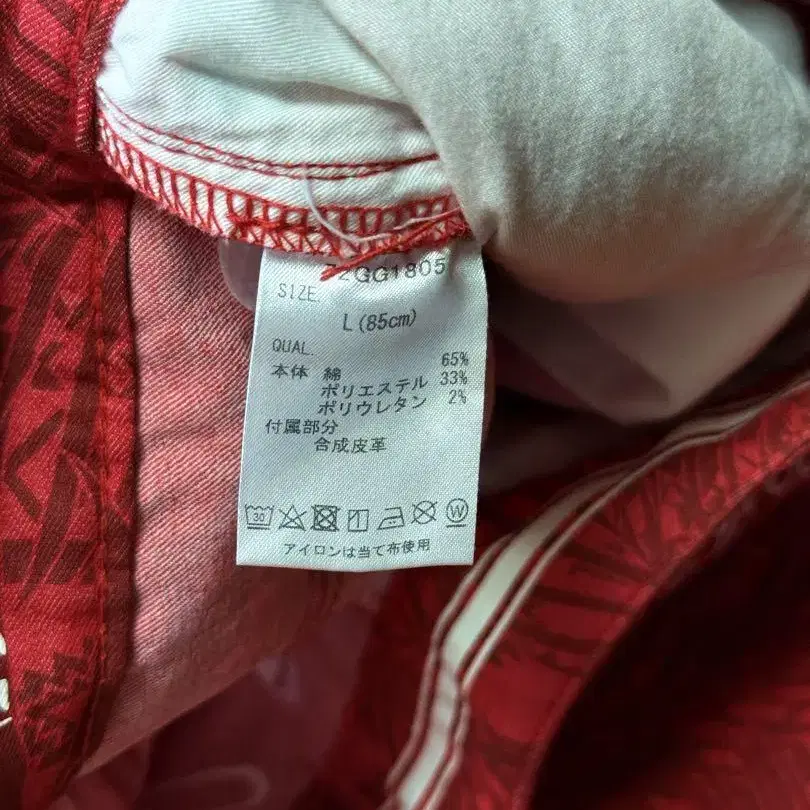 72GG1805
SIZE.
L(85cm)
QUAL.
本体 綿 65%
ポリエステル 33%
ポリウレタン 2%
付属部分
合成皮革
30
W
アイロンは当て布使用